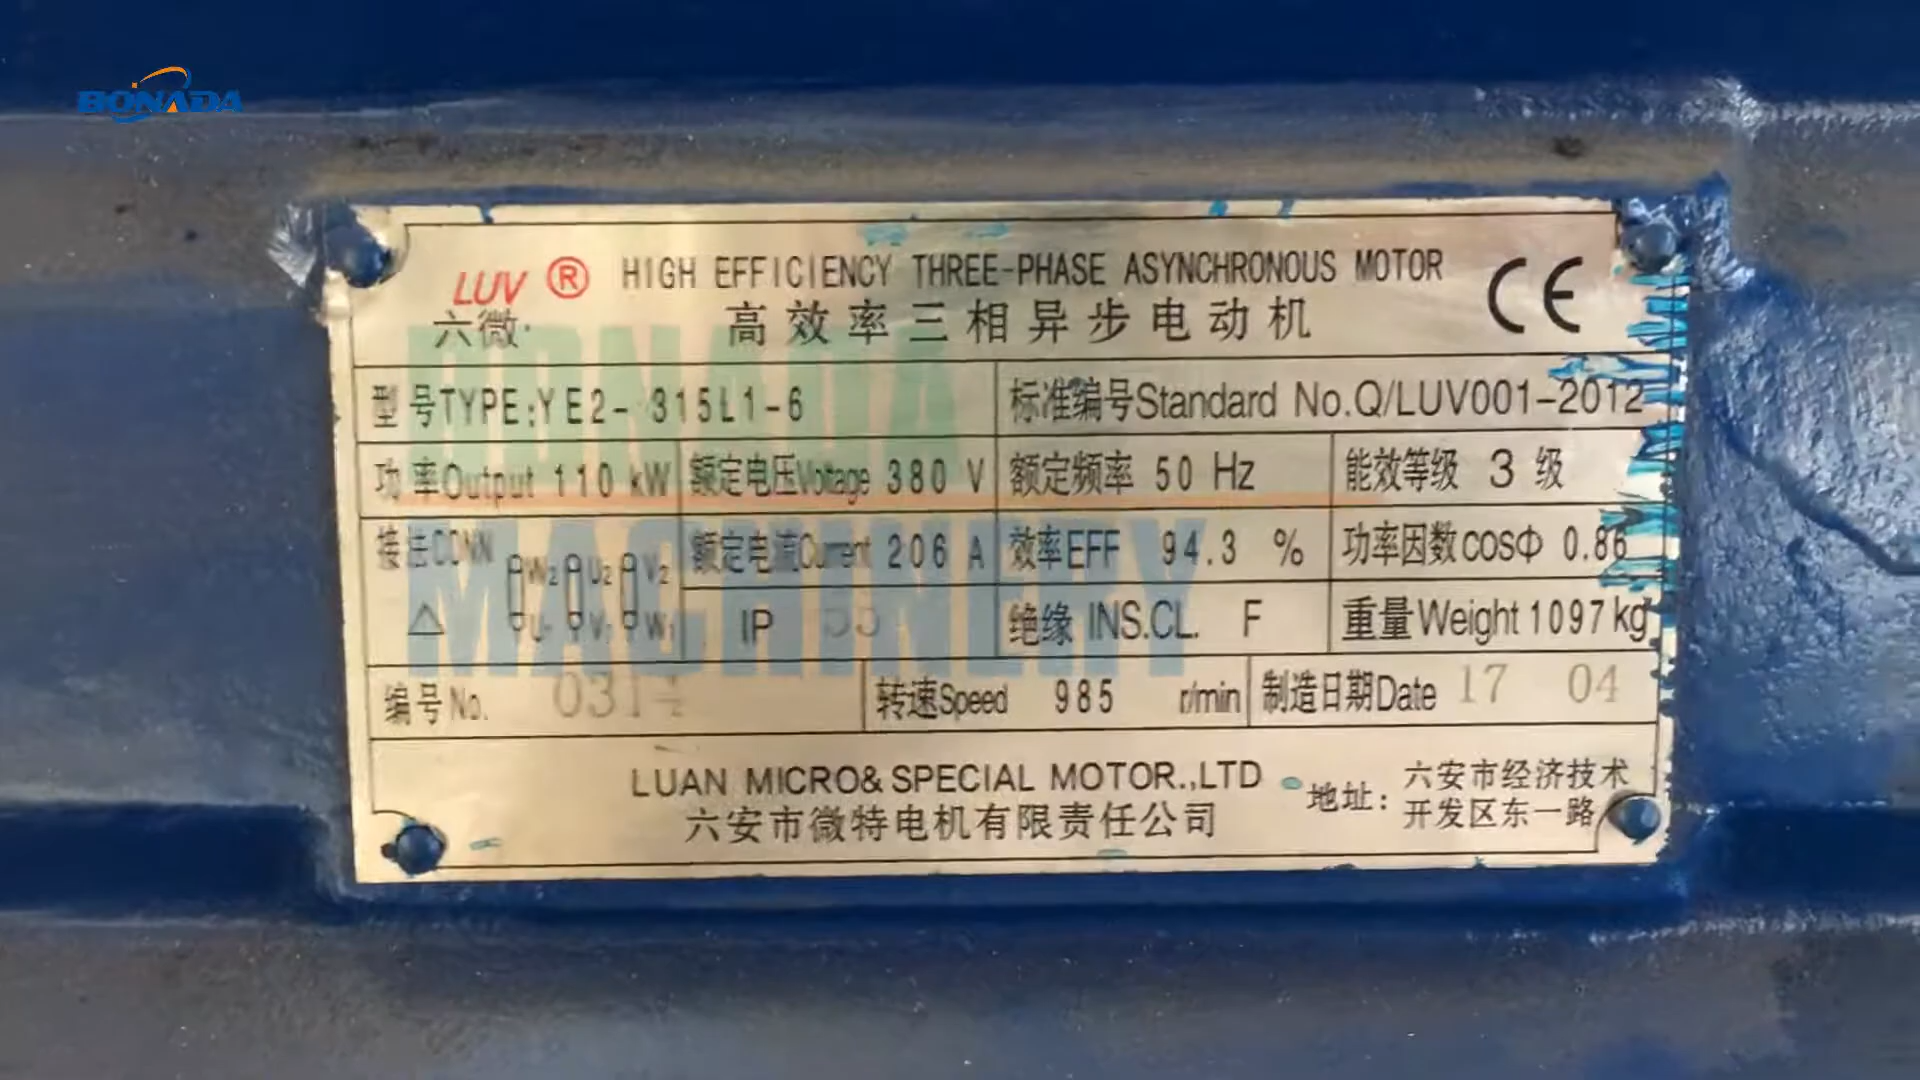 BONADA
LUV ® HIGH EFFICIENCY THREE-PHASE ASYNCHRONOUS MOTOR CE
六微 高效率三相异步电动机
型号TYPE:YE2-315L1-6 标准编号Standard No.Q/LUV001-2012
功率Output 110 kW 额定电压Voltage 380 V 额定频率 50 Hz 能效等级 3 级
接法CONN W2 U2 V2 额定电流Current 206 A 效率EFF 94.3 % 功率因数COSΦ 0.86
△ U1 V1 W1 IP 55 绝缘 INS.CL. F 重量Weight 1097 kg
编号No. 031 转速Speed 985 r/min 制造日期Date 17 04
LUAN MICRO&SPECIAL MOTOR.,LTD
六安市微特电机有限责任公司
地址：六安市经济技术
开发区东一路
BONADA
MACHINERY